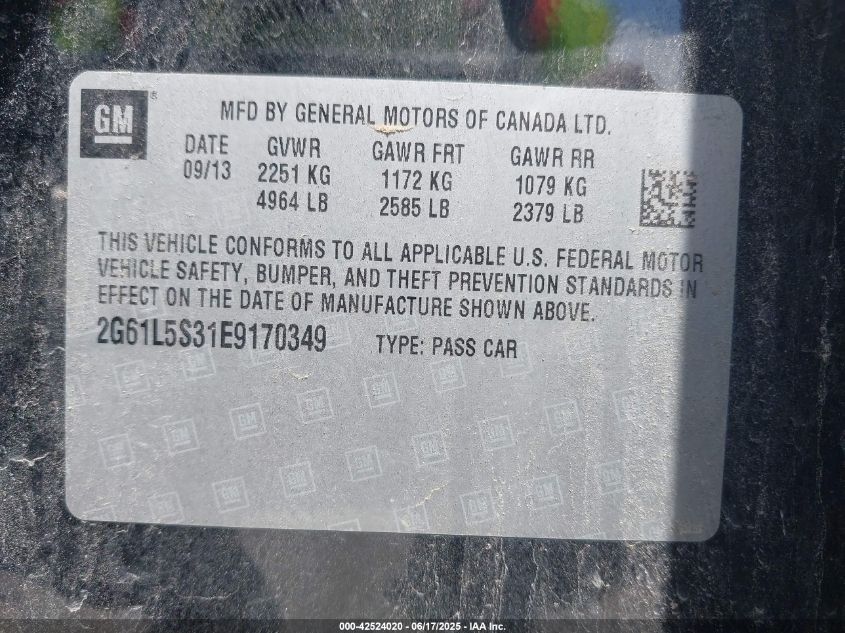 GM
MFD BY GENERAL MOTORS OF CANADA LTD.
DATE GVWR GAWR FRT GAWR RR
09/13 2251 KG 1172 KG 1079 KG
4964 LB 2585 LB 2379 LB
THIS VEHICLE CONFORMS TO ALL APPLICABLE U.S. FEDERAL MOTOR
VEHICLE SAFETY, BUMPER, AND THEFT PREVENTION STANDARDS IN
EFFECT ON THE DATE OF MANUFACTURE SHOWN ABOVE.
2G61L5S31E9170349 TYPE: PASS CAR
000-42524020 - 06/17/2025 - IAA Inc.